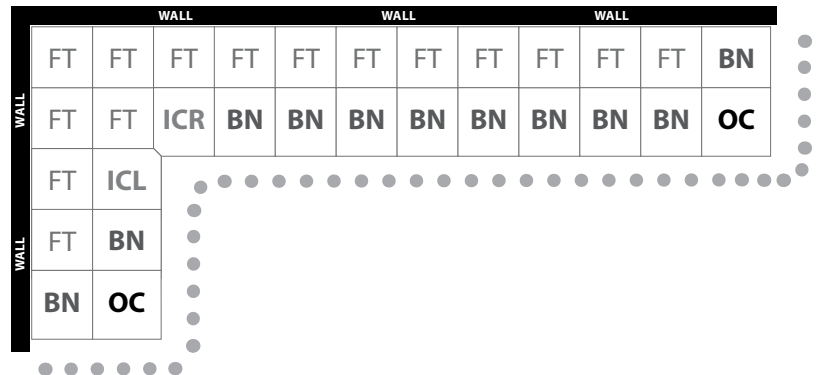 WALL WALL WALL
FT FT FT FT FT FT FT FT FT FT FT BN
WALL
FT FT ICR BN BN BN BN BN BN BN BN OC
FT ICL
WALL
FT BN
BN OC